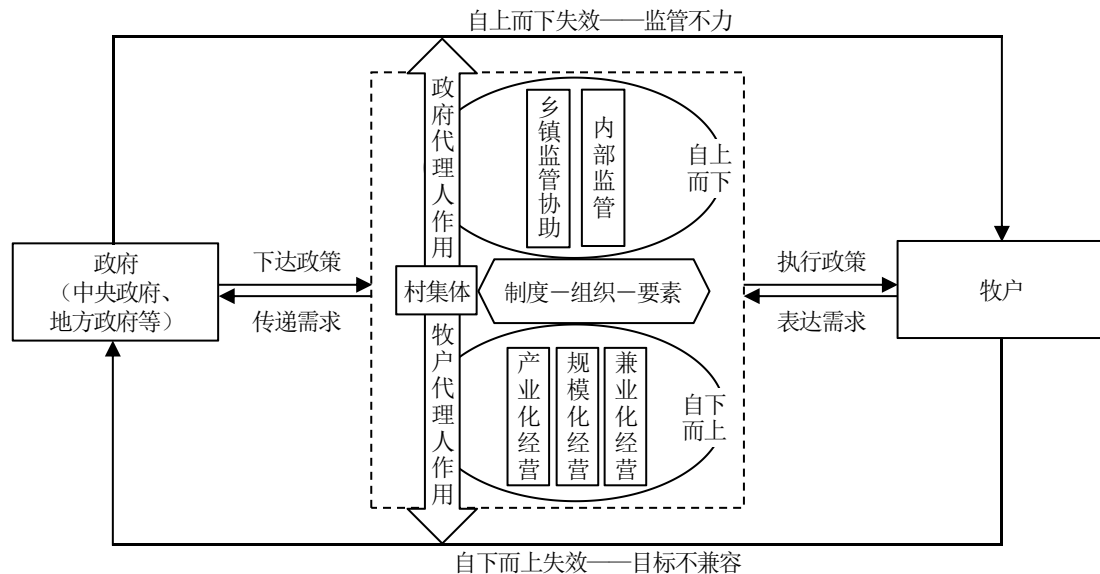 自上而下失效——监管不力
政府代理人作用
乡镇监管协助
内部监管
自上
而下
政府
（中央政府、
地方政府等）
下达政策
传递需求
村集体
制度－组织－要素
执行政策
表达需求
牧户
牧户代理人作用
产业化经营
规模化经营
兼业化经营
自下
而上
自下而上失效——目标不兼容